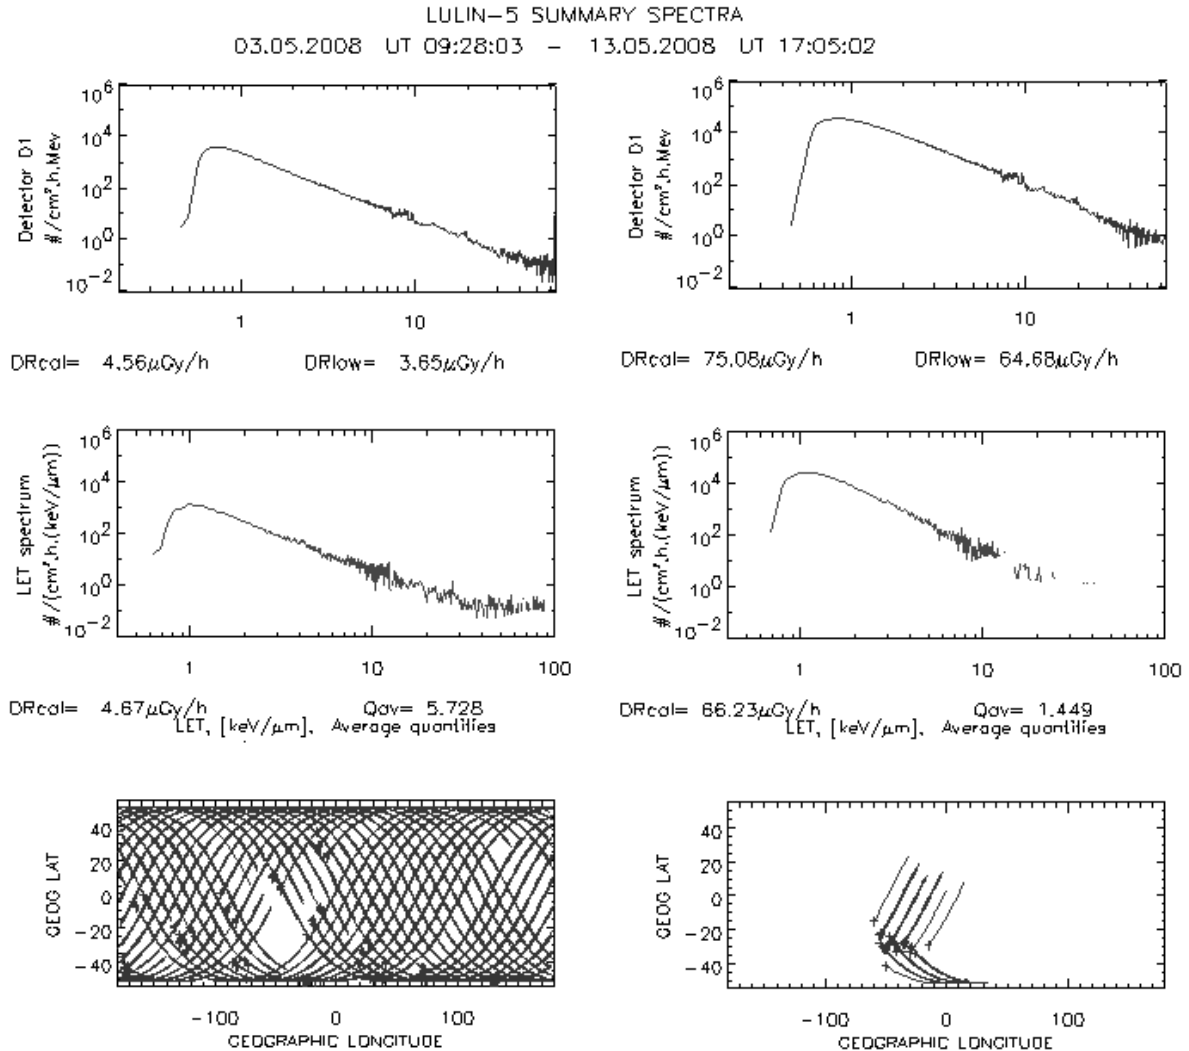 LULIN-5 SUMMARY SPECTRA
03.05.2008 UT 09:28:03 - 13.05.2008 UT 17:05:02
Detector D1
#/cm².h.Mev
10⁶
10⁴
10²
10⁰
10⁻²
1 10
DRcal= 4.56μGy/h DRlow= 3.65μGy/h
Detector D1
#/cm².h.Mev
10⁶
10⁴
10²
10⁰
10⁻²
1 10
DRcal= 75.08μGy/h DRlow= 64.68μGy/h
LET spectrum
#/(cm².h.(keV/μm))
10⁶
10⁴
10²
10⁰
10⁻²
1 10 100
DRcal= 4.67μGy/h Qav= 5.728
LET, [keV/μm], Average quantities
LET spectrum
#/(cm².h.(keV/μm))
10⁶
10⁴
10²
10⁰
10⁻²
1 10 100
DRcal= 66.23μGy/h Qav= 1.449
LET, [keV/μm], Average quantities
GEOG LAT
40
20
0
-20
-40
-100 0 100
GEOGRAPHIC LONGITUDE
GEOG LAT
40
20
0
-20
-40
-100 0 100
GEOGRAPHIC LONGITUDE